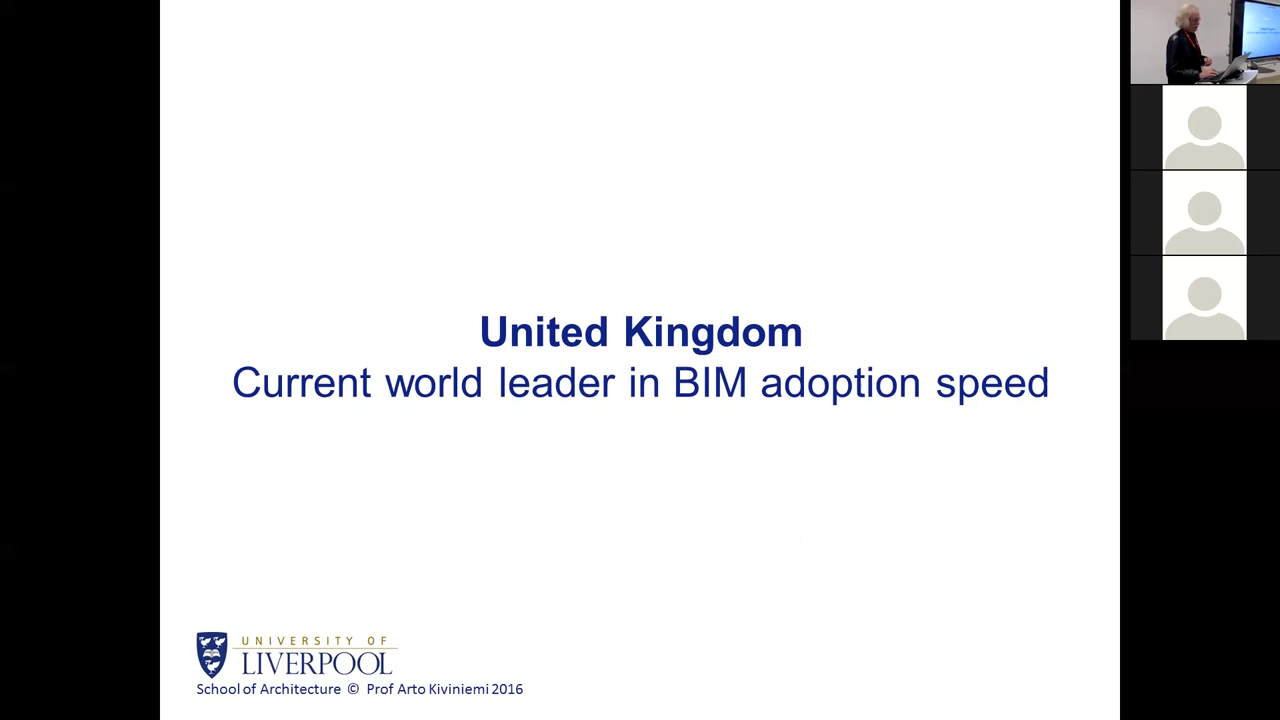 United Kingdom
Current world leader in BIM adoption speed
UNIVERSITY OF
LIVERPOOL
School of Architecture © Prof Arto Kiviniemi 2016